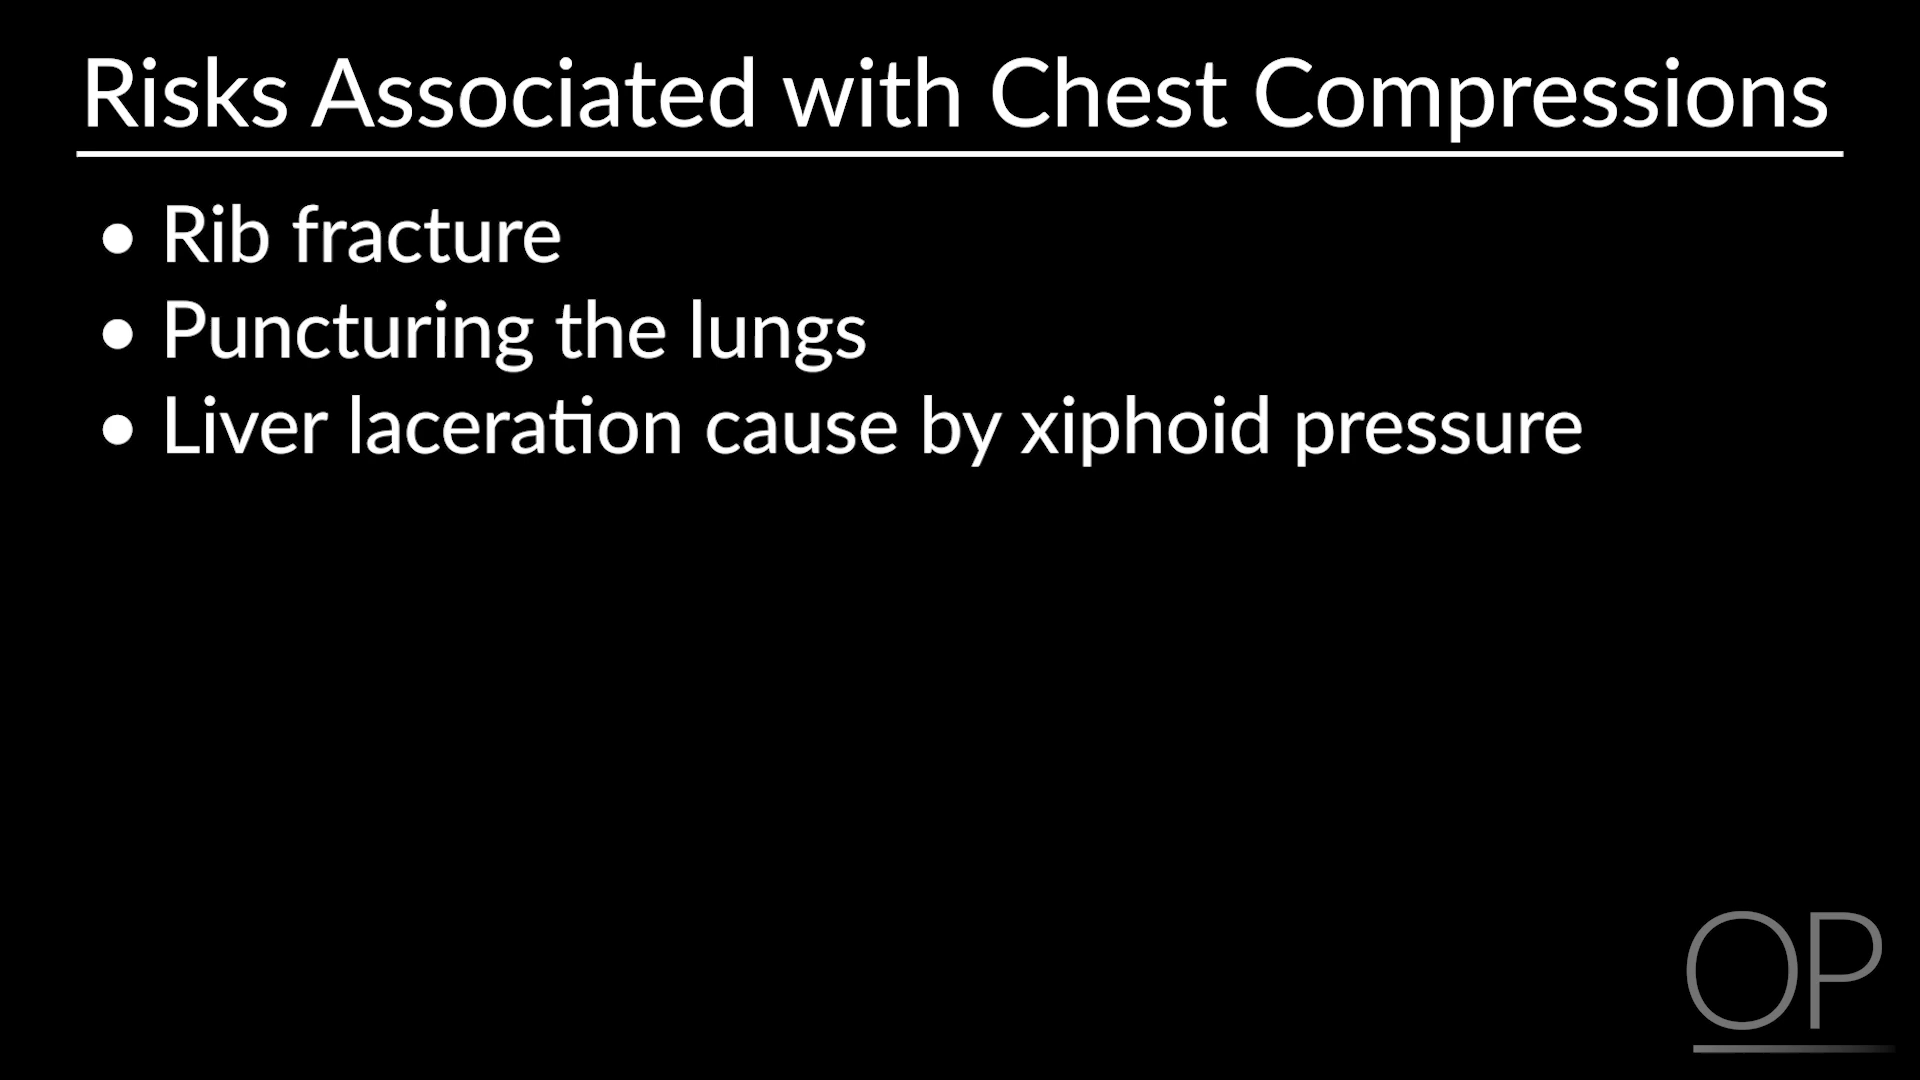 Risks Associated with Chest Compressions
• Rib fracture
• Puncturing the lungs
• Liver laceration cause by xiphoid pressure
OP